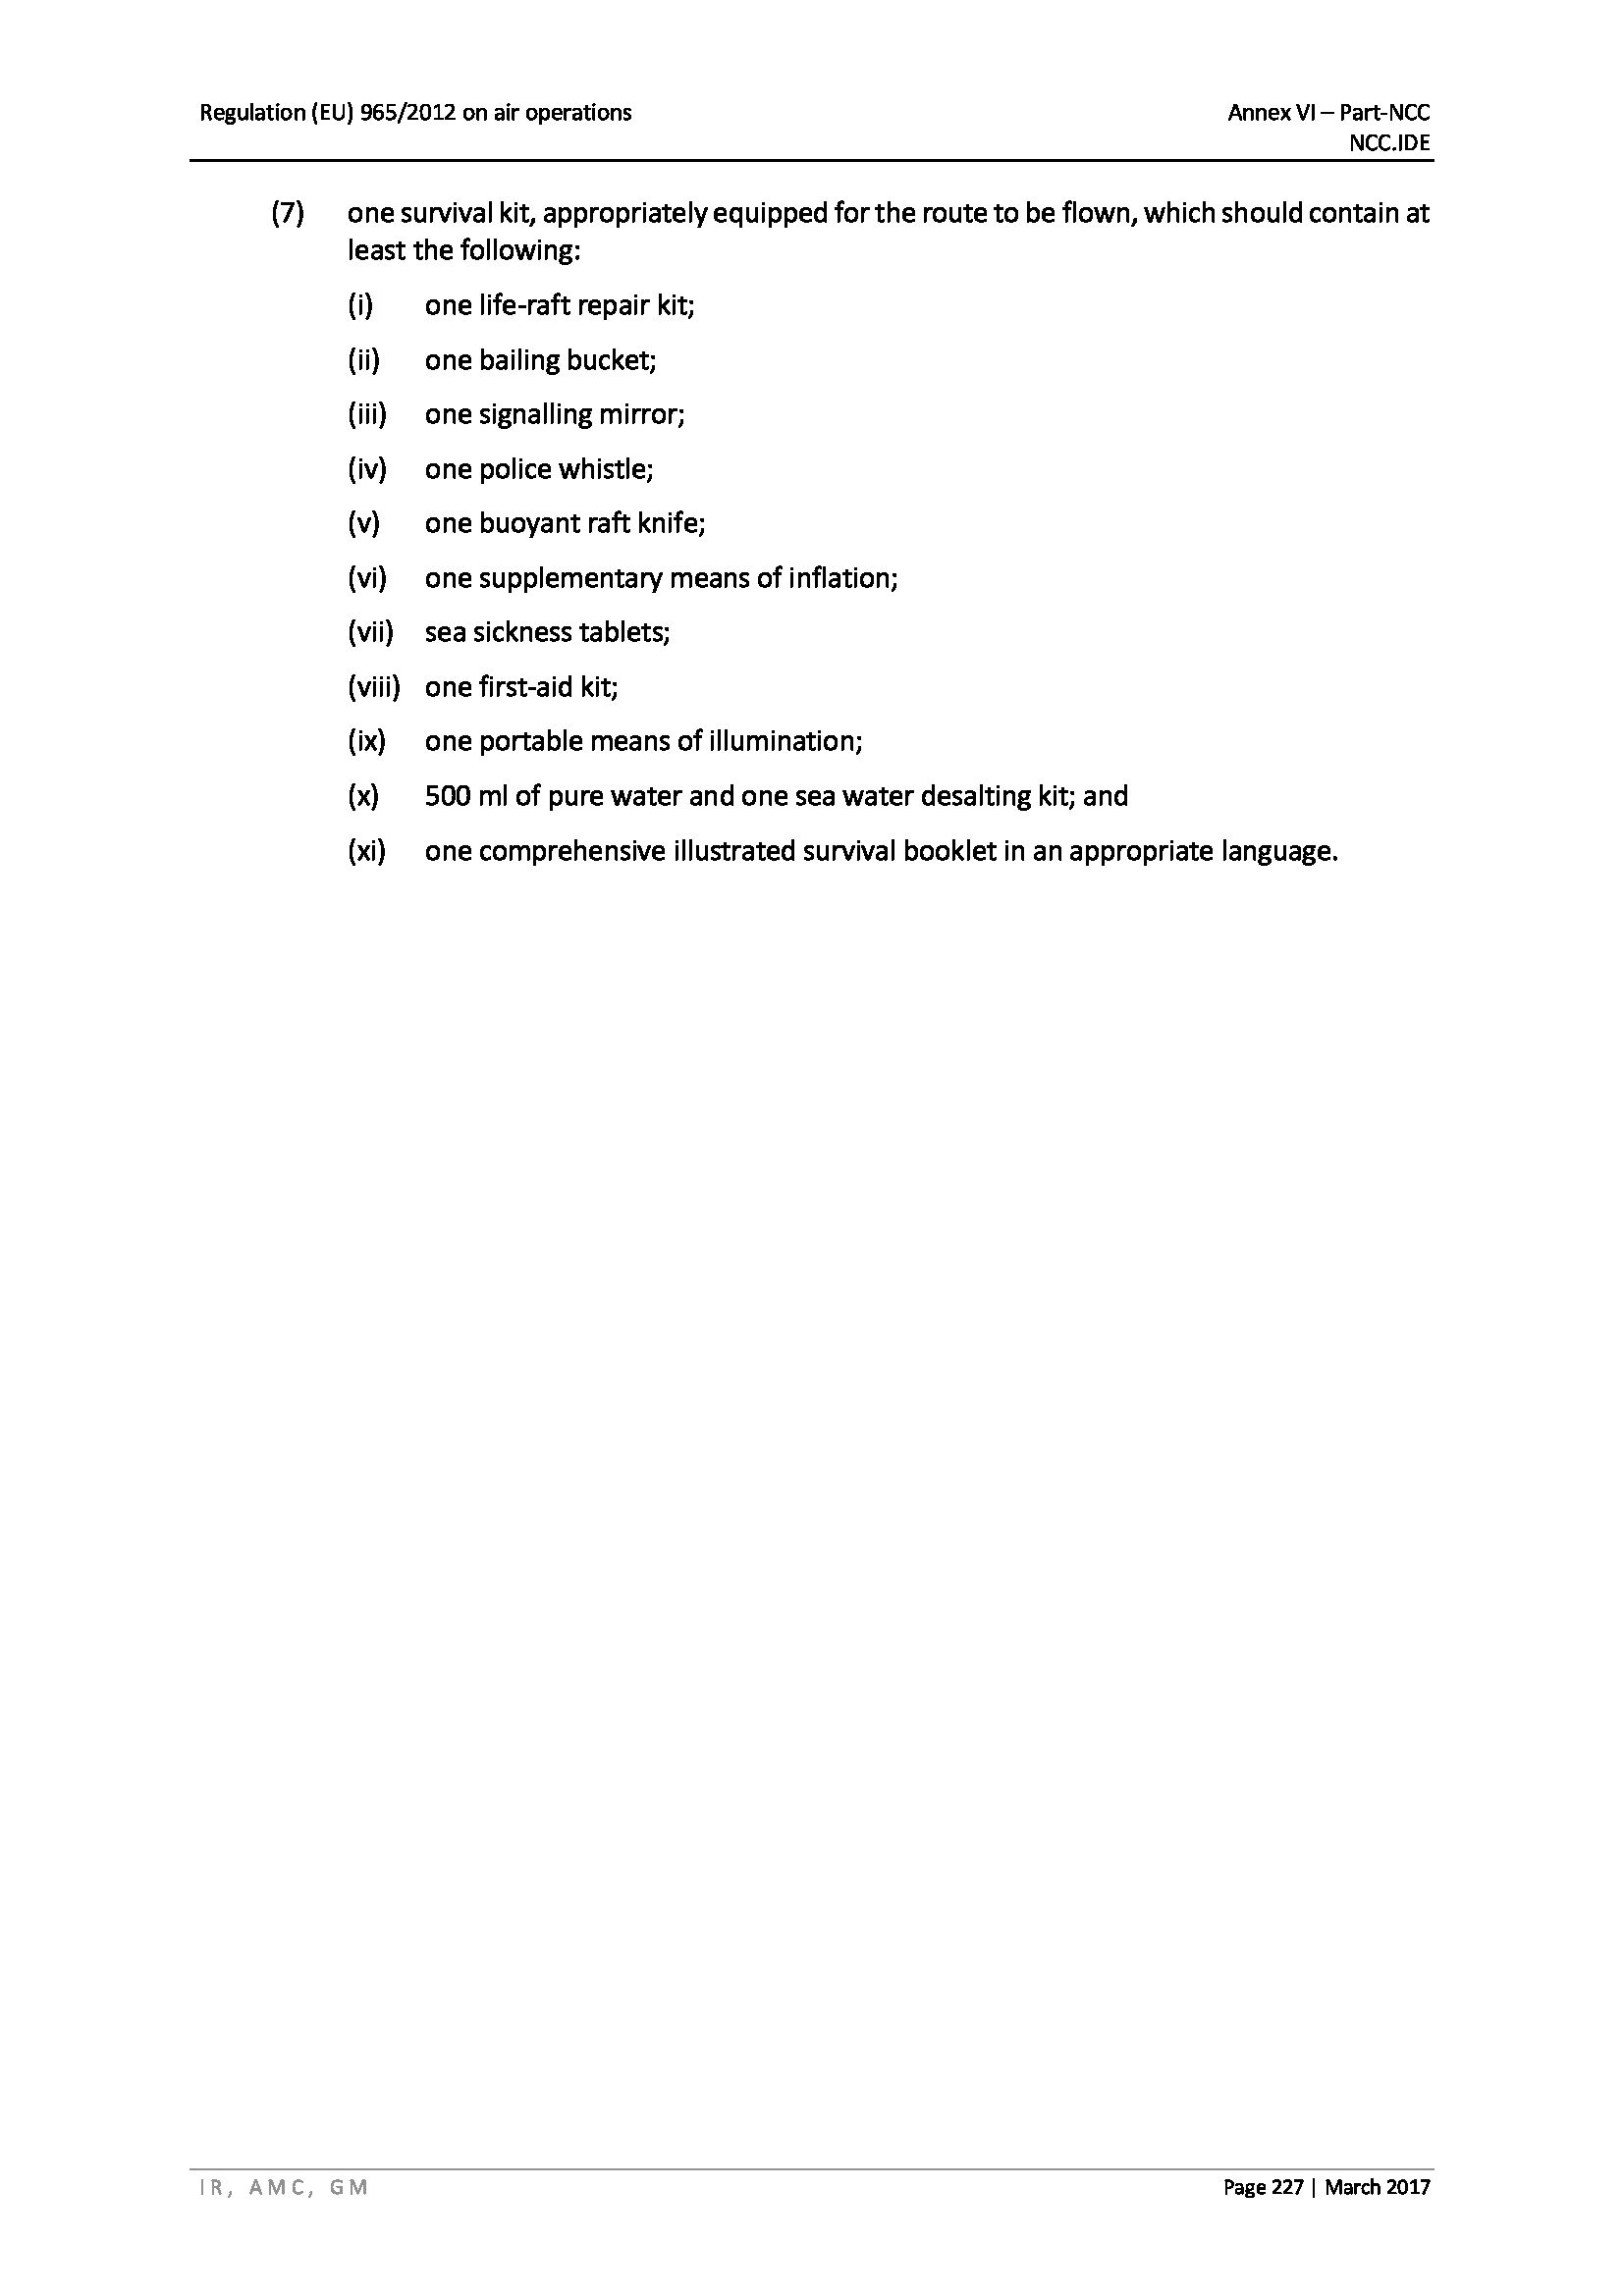 Regulation (EU) 965/2012 on air operations
Annex VI – Part-NCC
NCC.IDE
(7) one survival kit, appropriately equipped for the route to be flown, which should contain at
least the following:
(i) one life-raft repair kit;
(ii) one bailing bucket;
(iii) one signalling mirror;
(iv) one police whistle;
(v) one buoyant raft knife;
(vi) one supplementary means of inflation;
(vii) sea sickness tablets;
(viii) one first-aid kit;
(ix) one portable means of illumination;
(x) 500 ml of pure water and one sea water desalting kit; and
(xi) one comprehensive illustrated survival booklet in an appropriate language.
IR, AMC, GM
Page 227 | March 2017